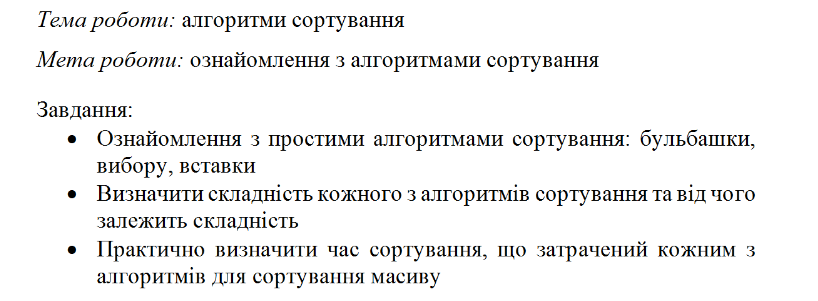 Тема роботи: алгоритми сортування
Мета роботи: ознайомлення з алгоритмами сортування
Завдання:
• Ознайомлення з простими алгоритмами сортування: бульбашки,
вибору, вставки
• Визначити складність кожного з алгоритмів сортування та від чого
залежить складність
• Практично визначити час сортування, що затрачений кожним з
алгоритмів для сортування масиву